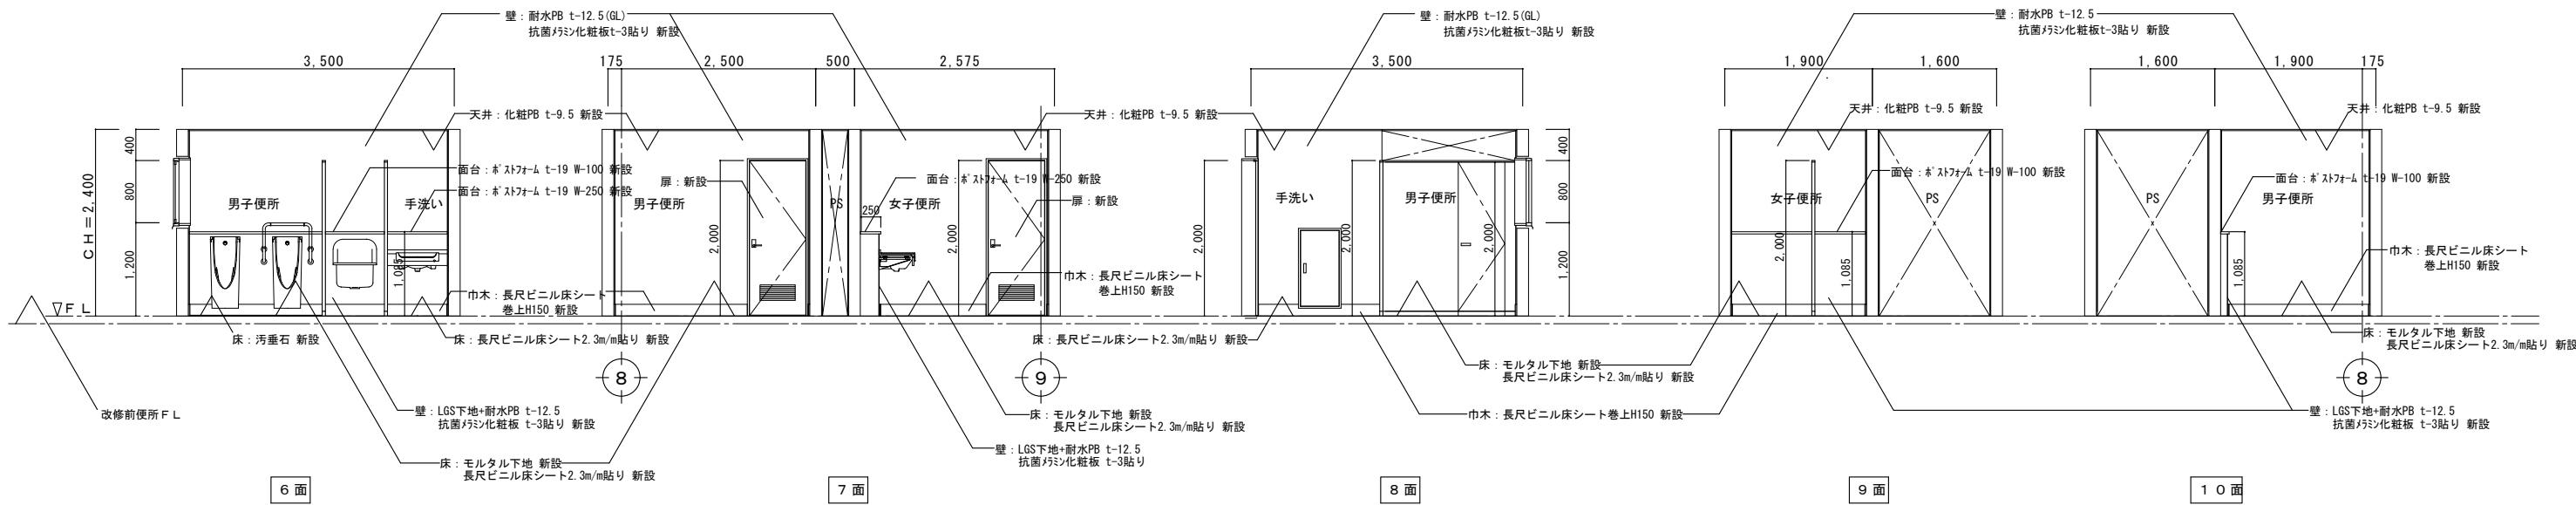 壁：耐水PB t-12.5(GL)
抗菌ﾒﾗﾐﾝ化粧板t-3貼り 新設
3,500
175
2,500
500
2,575
天井：化粧PB t-9.5 新設
天井：化粧PB t-9.5 新設
ＣＨ＝2,400
400
800
1,200
面台：ﾎﾟｽﾄﾌｫｰﾑ t-19 W-100 新設
面台：ﾎﾟｽﾄﾌｫｰﾑ t-19 W-250 新設
男子便所
手洗い
1,085
▽ＦＬ
巾木：長尺ビニル床シート
巻上H150 新設
床：汚垂石 新設
床：長尺ビニル床シート2.3m/m貼り 新設
改修前便所ＦＬ
壁：LGS下地+耐水PB t-12.5
抗菌ﾒﾗﾐﾝ化粧板 t-3貼り 新設
床：モルタル下地 新設
長尺ビニル床シート2.3m/m貼り 新設
６面
扉：新設
男子便所
2,000
PS
面台：ﾎﾟｽﾄﾌｫｰﾑ t-19 W-250 新設
女子便所
250
2,000
扉：新設
巾木：長尺ビニル床シート
巻上H150 新設
8
9
床：モルタル下地 新設
長尺ビニル床シート2.3m/m貼り 新設
壁：LGS下地+耐水PB t-12.5
抗菌ﾒﾗﾐﾝ化粧板 t-3貼り
７面
壁：耐水PB t-12.5(GL)
抗菌ﾒﾗﾐﾝ化粧板t-3貼り 新設
3,500
手洗い
男子便所
2,000
2,000
2,000
400
800
1,200
床：長尺ビニル床シート2.3m/m貼り 新設
床：モルタル下地 新設
長尺ビニル床シート2.3m/m貼り 新設
巾木：長尺ビニル床シート巻上H150 新設
８面
壁：耐水PB t-12.5
抗菌ﾒﾗﾐﾝ化粧板t-3貼り 新設
1,900
1,600
天井：化粧PB t-9.5 新設
面台：ﾎﾟｽﾄﾌｫｰﾑ t-19 W-100 新設
女子便所
PS
2,000
1,085
９面
1,600
1,900
175
天井：化粧PB t-9.5 新設
面台：ﾎﾟｽﾄﾌｫｰﾑ t-19 W-100 新設
PS
男子便所
1,085
巾木：長尺ビニル床シート
巻上H150 新設
床：モルタル下地 新設
長尺ビニル床シート2.3m/m貼り 新設
8
壁：LGS下地+耐水PB t-12.5
抗菌ﾒﾗﾐﾝ化粧板 t-3貼り 新設
１０面